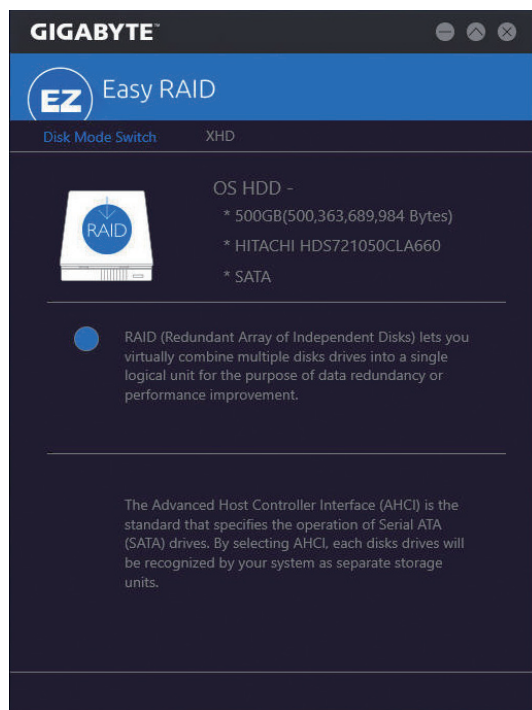 GIGABYTE™
EZ Easy RAID
Disk Mode Switch XHD
RAID
OS HDD -
* 500GB(500,363,689,984 Bytes)
* HITACHI HDS721050CLA660
* SATA
RAID (Redundant Array of Independent Disks) lets you
virtually combine multiple disks drives into a single
logical unit for the purpose of data redundancy or
performance improvement.
The Advanced Host Controller Interface (AHCI) is the
standard that specifies the operation of Serial ATA
(SATA) drives. By selecting AHCI, each disks drives will
be recognized by your system as separate storage
units.